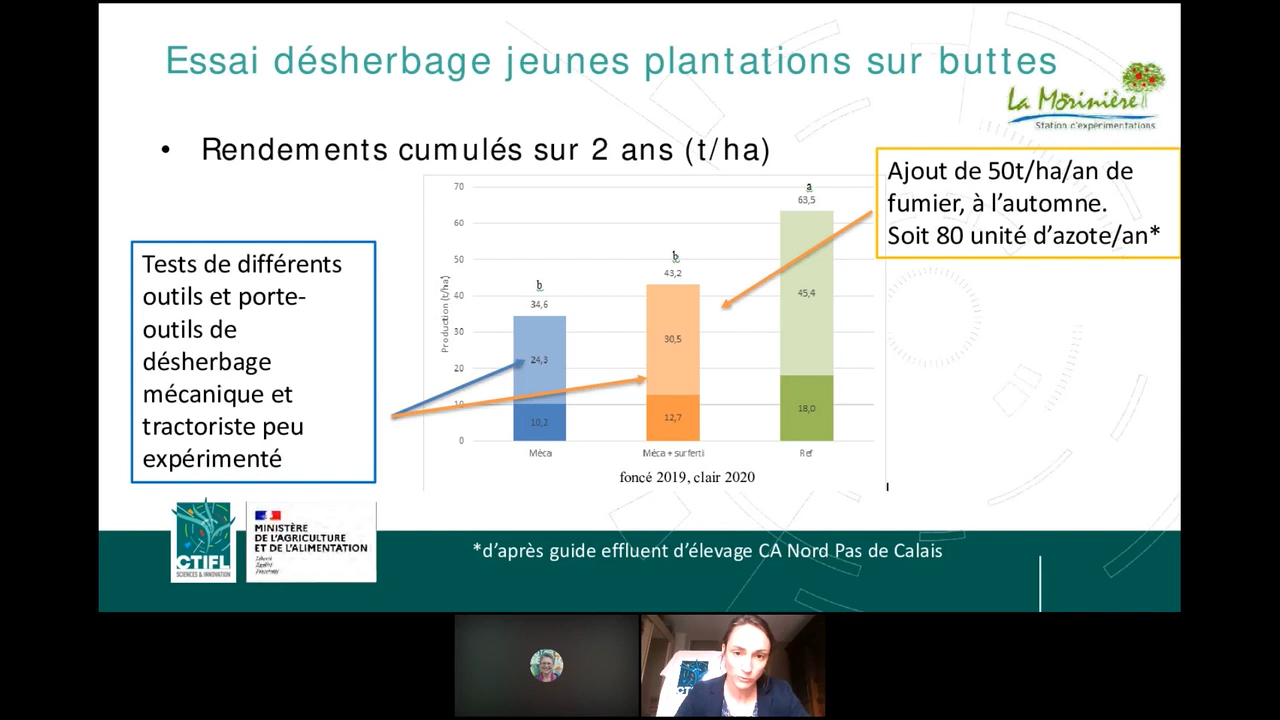 Essai désherbage jeunes plantations sur buttes
La Morinière
Station d'expérimentations
• Rendements cumulés sur 2 ans (t/ha)
Ajout de 50t/ha/an de
fumier, à l'automne.
Soit 80 unité d'azote/an*
Tests de différents
outils et porte-
outils de
désherbage
mécanique et
tractoriste peu
expérimenté
Production (t/ha)
70
60
50
40
30
20
10
0
b
34,6
24,3
10,2
b
43,2
30,5
12,7
a
63,5
45,4
18,0
Méca
Méca + surferti
Ref
foncé 2019, clair 2020
CTIFL
SCIENCES & INNOVATION
MINISTÈRE
DE L'AGRICULTURE
ET DE L'ALIMENTATION
Liberté
Égalité
Fraternité
*d'après guide effluent d'élevage CA Nord Pas de Calais
CTI